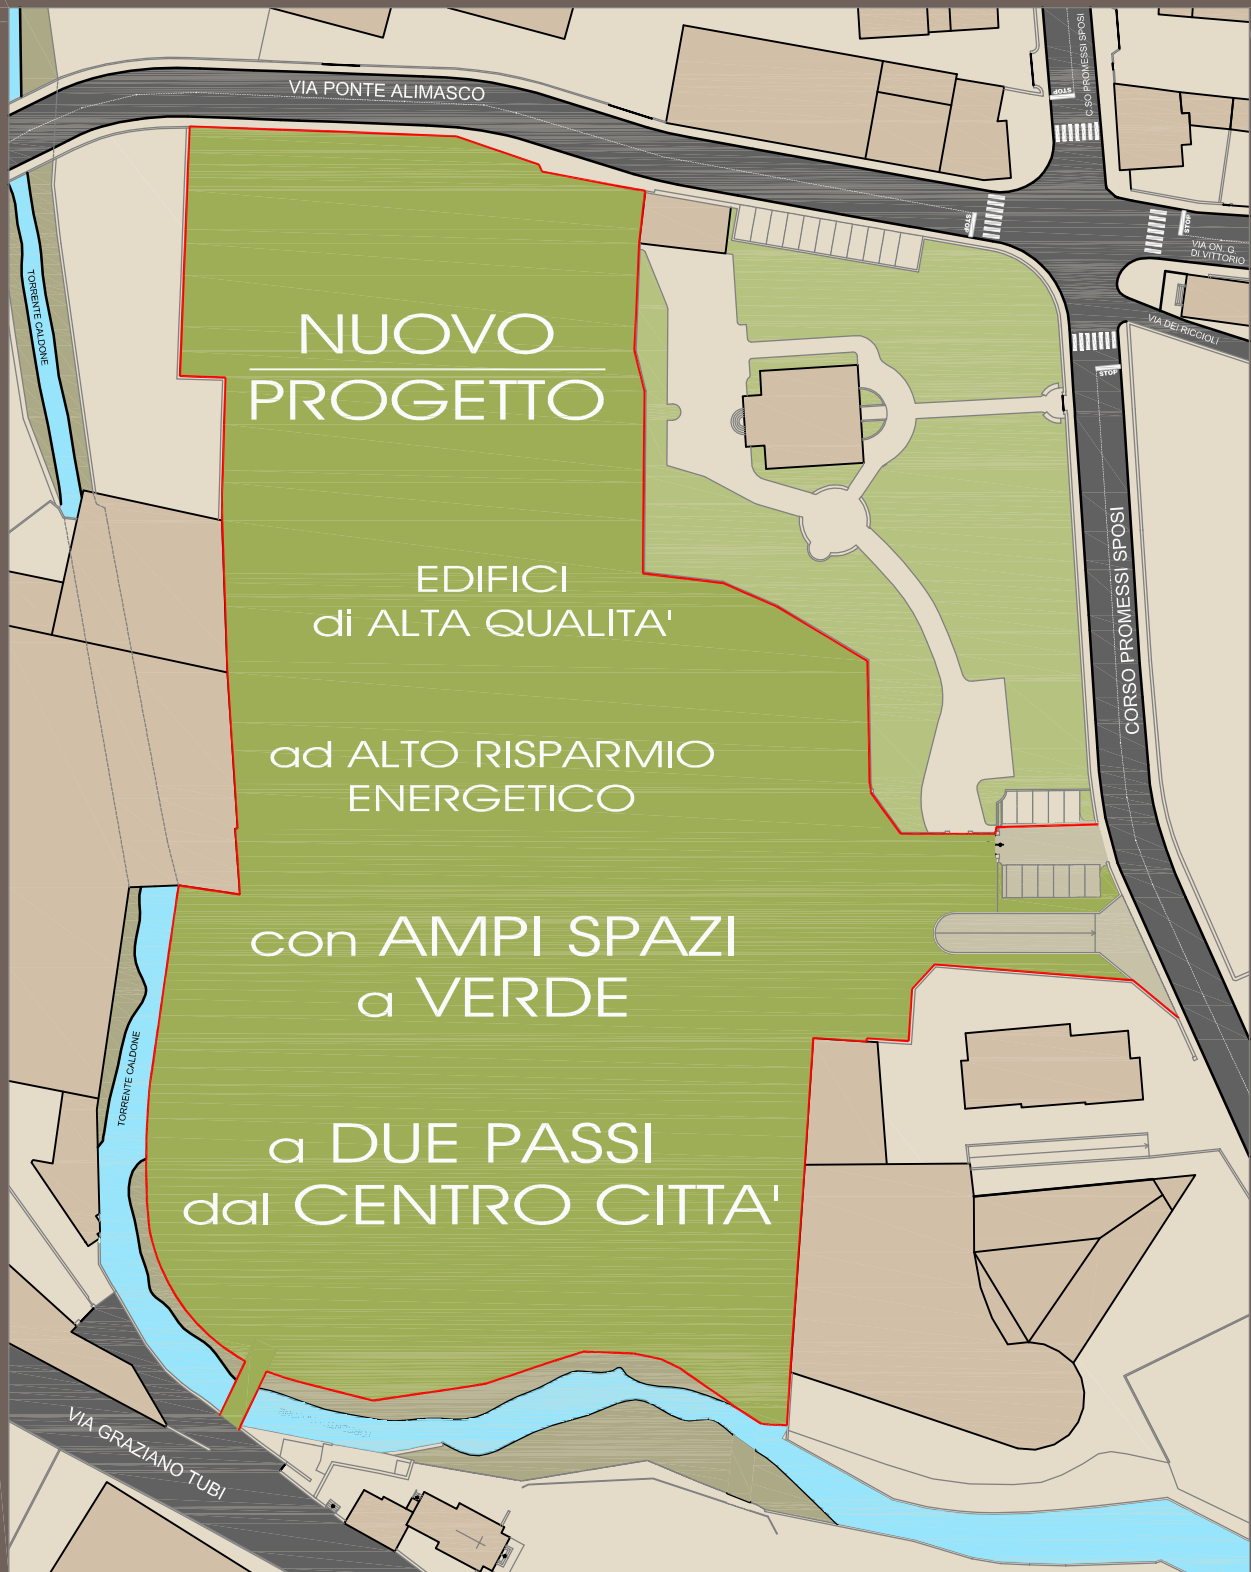 VIA PONTE ALIMASCO
C.SO PROMESSI SPOSI
STOP
STOP
STOP
VIA ON. G.
DI VITTORIO
VIA DEI RICCIOLI
STOP
TORRENTE CALDONE
NUOVO
PROGETTO
EDIFICI
di ALTA QUALITA'
CORSO PROMESSI SPOSI
ad ALTO RISPARMIO
ENERGETICO
con AMPI SPAZI
a VERDE
TORRENTE CALDONE
a DUE PASSI
dal CENTRO CITTA'
VIA GRAZIANO TUBI